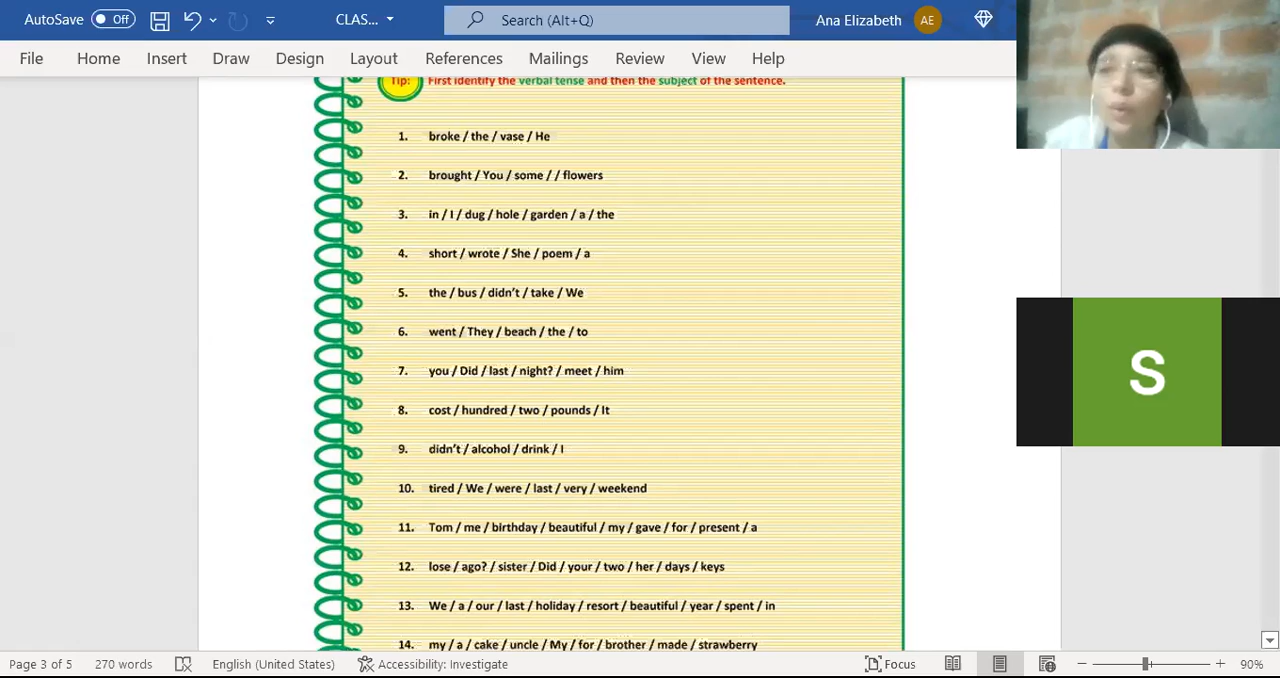 AutoSave Off CLAS... Search (Alt+Q) Ana Elizabeth AE
File Home Insert Draw Design Layout References Mailings Review View Help
Tip: First identify the verbal tense and then the subject of the sentence.
1. broke / the / vase / He
2. brought / You / some / / flowers
3. in / I / dug / hole / garden / a / the
4. short / wrote / She / poem / a
5. the / bus / didn't / take / We
6. went / They / beach / the / to
7. you / Did / last / night? / meet / him
8. cost / hundred / two / pounds / It
9. didn't / alcohol / drink / I
10. tired / We / were / last / very / weekend
11. Tom / me / birthday / beautiful / my / gave / for / present / a
12. lose / ago? / sister / Did / your / two / her / days / keys
13. We / a / our / last / holiday / resort / beautiful / year / spent / in
14. my / a / cake / uncle / My / for / brother / made / strawberry
S
Page 3 of 5 270 words English (United States) Accessibility: Investigate Focus 90%